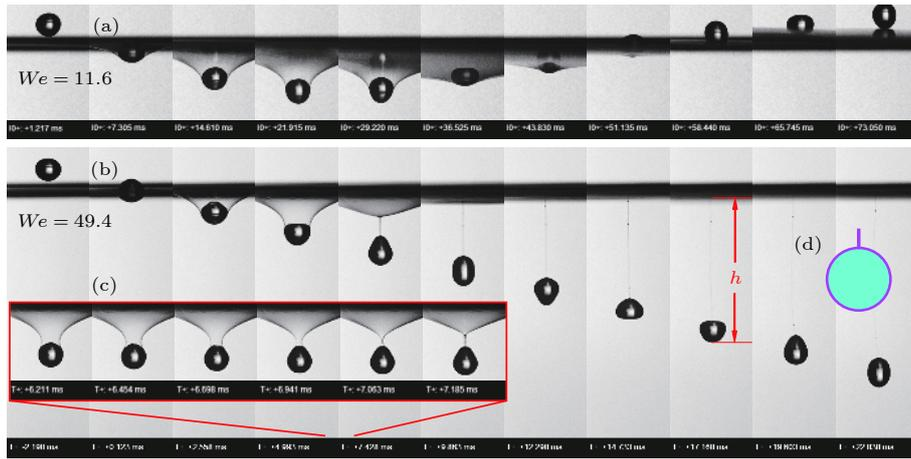 (a)
We = 11.6
I0+: +1.217 ms I0+: +7.305 ms I0+: +14.610 ms I0+: +21.915 ms I0+: +29.220 ms I0+: +36.525 ms I0+: +43.830 ms I0+: +51.135 ms I0+: +58.440 ms I0+: +65.745 ms I0+: +73.050 ms
(b)
We = 49.4
(d)
h
(c)
T+: +6.211 ms T+: +6.454 ms T+: +6.698 ms T+: +6.941 ms T+: +7.063 ms T+: +7.185 ms